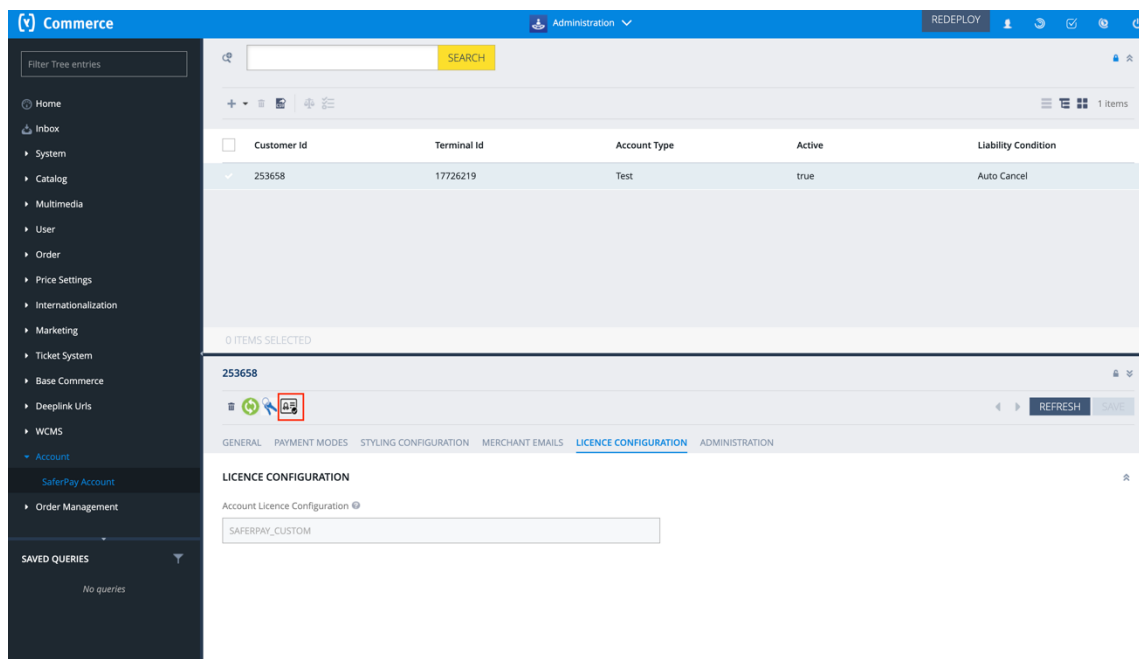 (y) Commerce
Administration
REDEPLOY
Filter Tree entries
SEARCH
Home
Inbox
System
Catalog
Multimedia
User
Order
Price Settings
Internationalization
Marketing
Ticket System
Base Commerce
Deeplink Urls
WCMS
Account
SaferPay Account
Order Management
SAVED QUERIES
No queries
1 items
Customer Id Terminal Id Account Type Active Liability Condition
253658 17726219 Test true Auto Cancel
0 ITEMS SELECTED
253658
REFRESH SAVE
GENERAL PAYMENT MODES STYLING CONFIGURATION MERCHANT EMAILS LICENCE CONFIGURATION ADMINISTRATION
LICENCE CONFIGURATION
Account Licence Configuration
SAFERPAY_CUSTOM